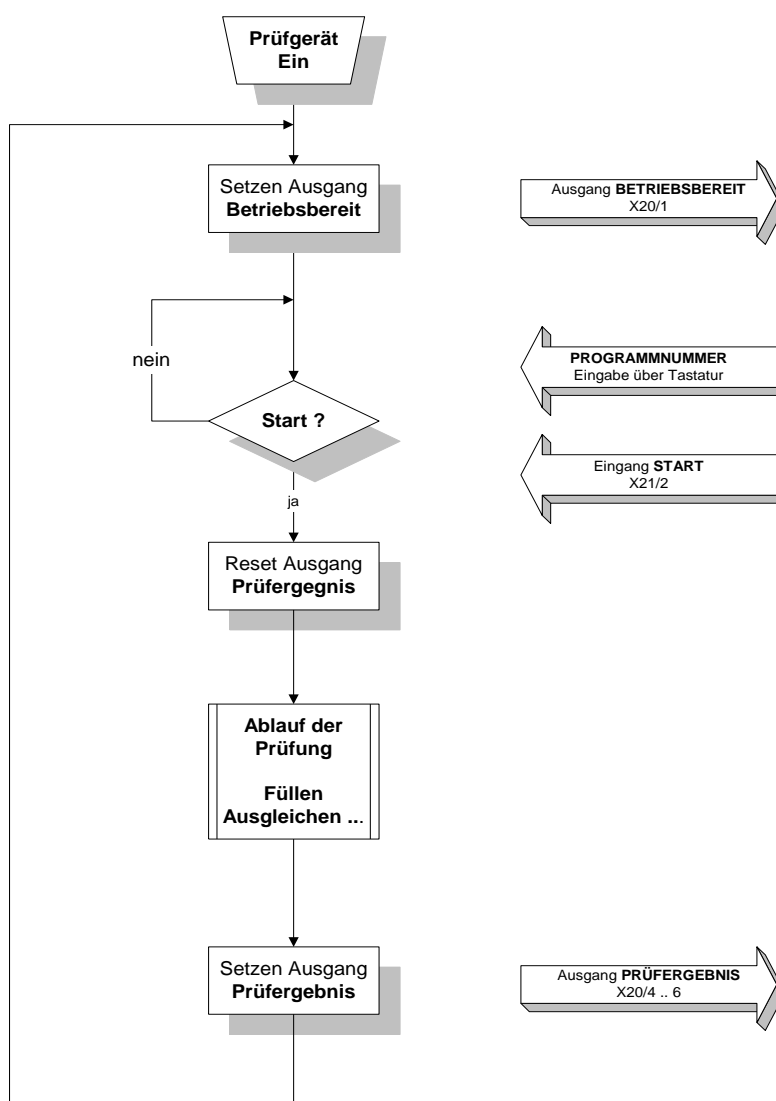 Prüfgerät
Ein
Setzen Ausgang
Betriebsbereit
Ausgang BETRIEBSBEREIT
X20/1
nein
PROGRAMMNUMMER
Eingabe über Tastatur
Start ?
Eingang START
X21/2
ja
Reset Ausgang
Prüfergegnis
Ablauf der
Prüfung
Füllen
Ausgleichen ...
Setzen Ausgang
Prüfergebnis
Ausgang PRÜFERGEBNIS
X20/4 .. 6